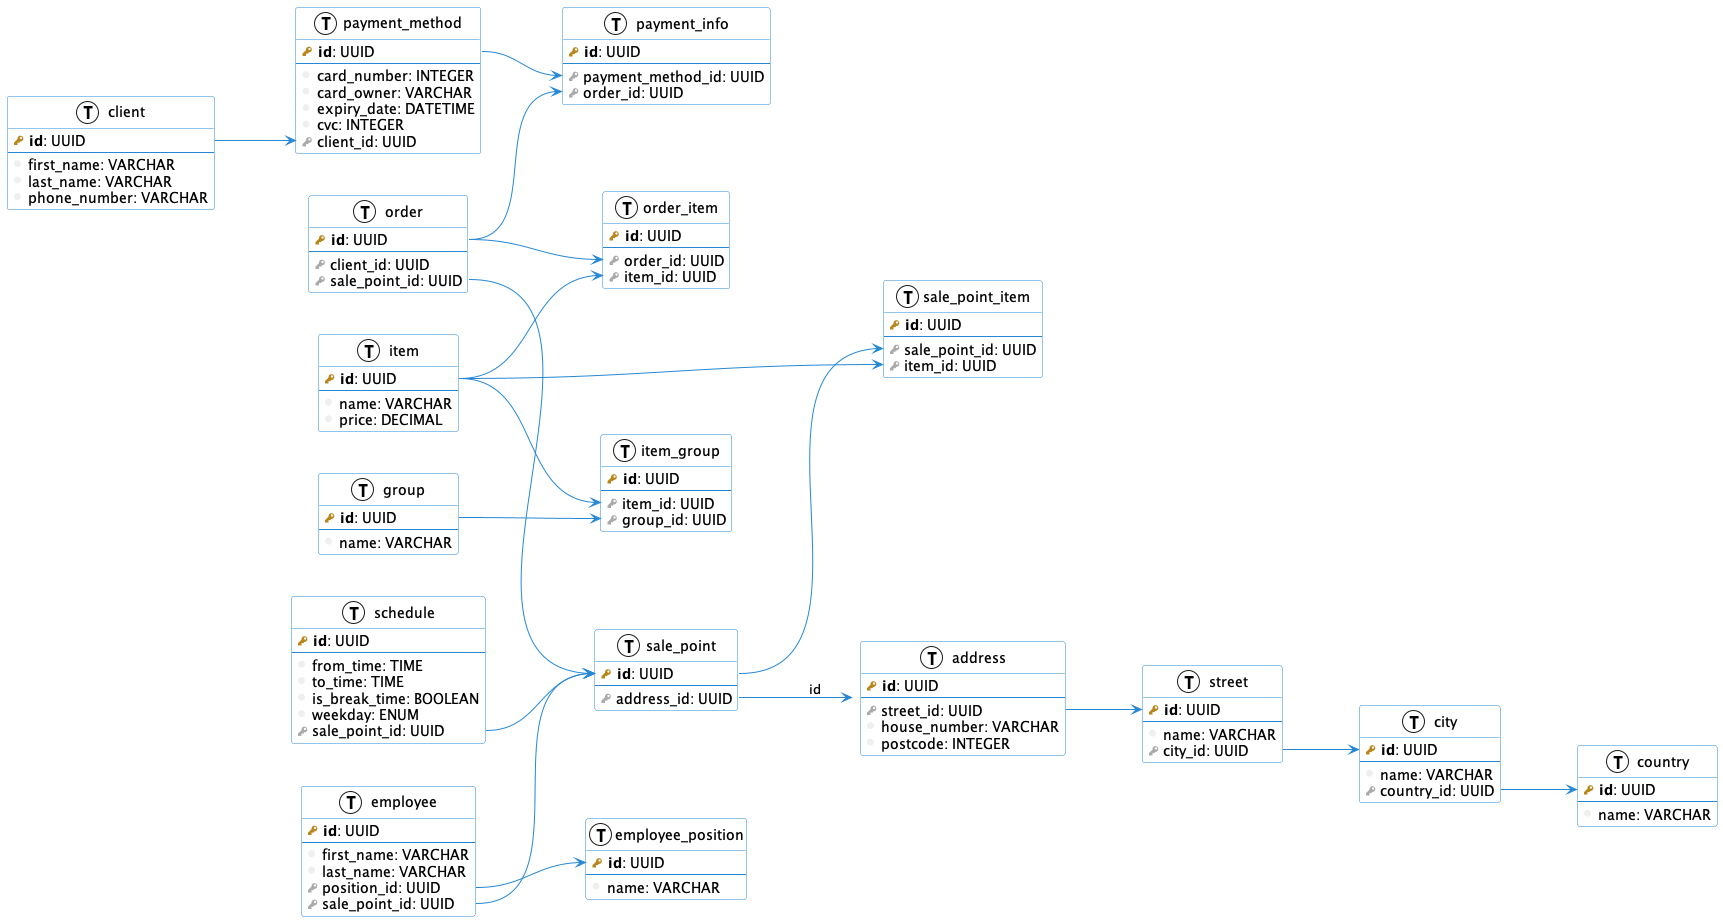 T client
id: UUID
first_name: VARCHAR
last_name: VARCHAR
phone_number: VARCHAR
T payment_method
id: UUID
card_number: INTEGER
card_owner: VARCHAR
expiry_date: DATETIME
cvc: INTEGER
client_id: UUID
T payment_info
id: UUID
payment_method_id: UUID
order_id: UUID
T order
id: UUID
client_id: UUID
sale_point_id: UUID
T order_item
id: UUID
order_id: UUID
item_id: UUID
T item
id: UUID
name: VARCHAR
price: DECIMAL
T sale_point_item
id: UUID
sale_point_id: UUID
item_id: UUID
T group
id: UUID
name: VARCHAR
T item_group
id: UUID
item_id: UUID
group_id: UUID
T schedule
id: UUID
from_time: TIME
to_time: TIME
is_break_time: BOOLEAN
weekday: ENUM
sale_point_id: UUID
T sale_point
id: UUID
address_id: UUID
id
T address
id: UUID
street_id: UUID
house_number: VARCHAR
postcode: INTEGER
T street
id: UUID
name: VARCHAR
city_id: UUID
T city
id: UUID
name: VARCHAR
country_id: UUID
T country
id: UUID
name: VARCHAR
T employee
id: UUID
first_name: VARCHAR
last_name: VARCHAR
position_id: UUID
sale_point_id: UUID
T employee_position
id: UUID
name: VARCHAR